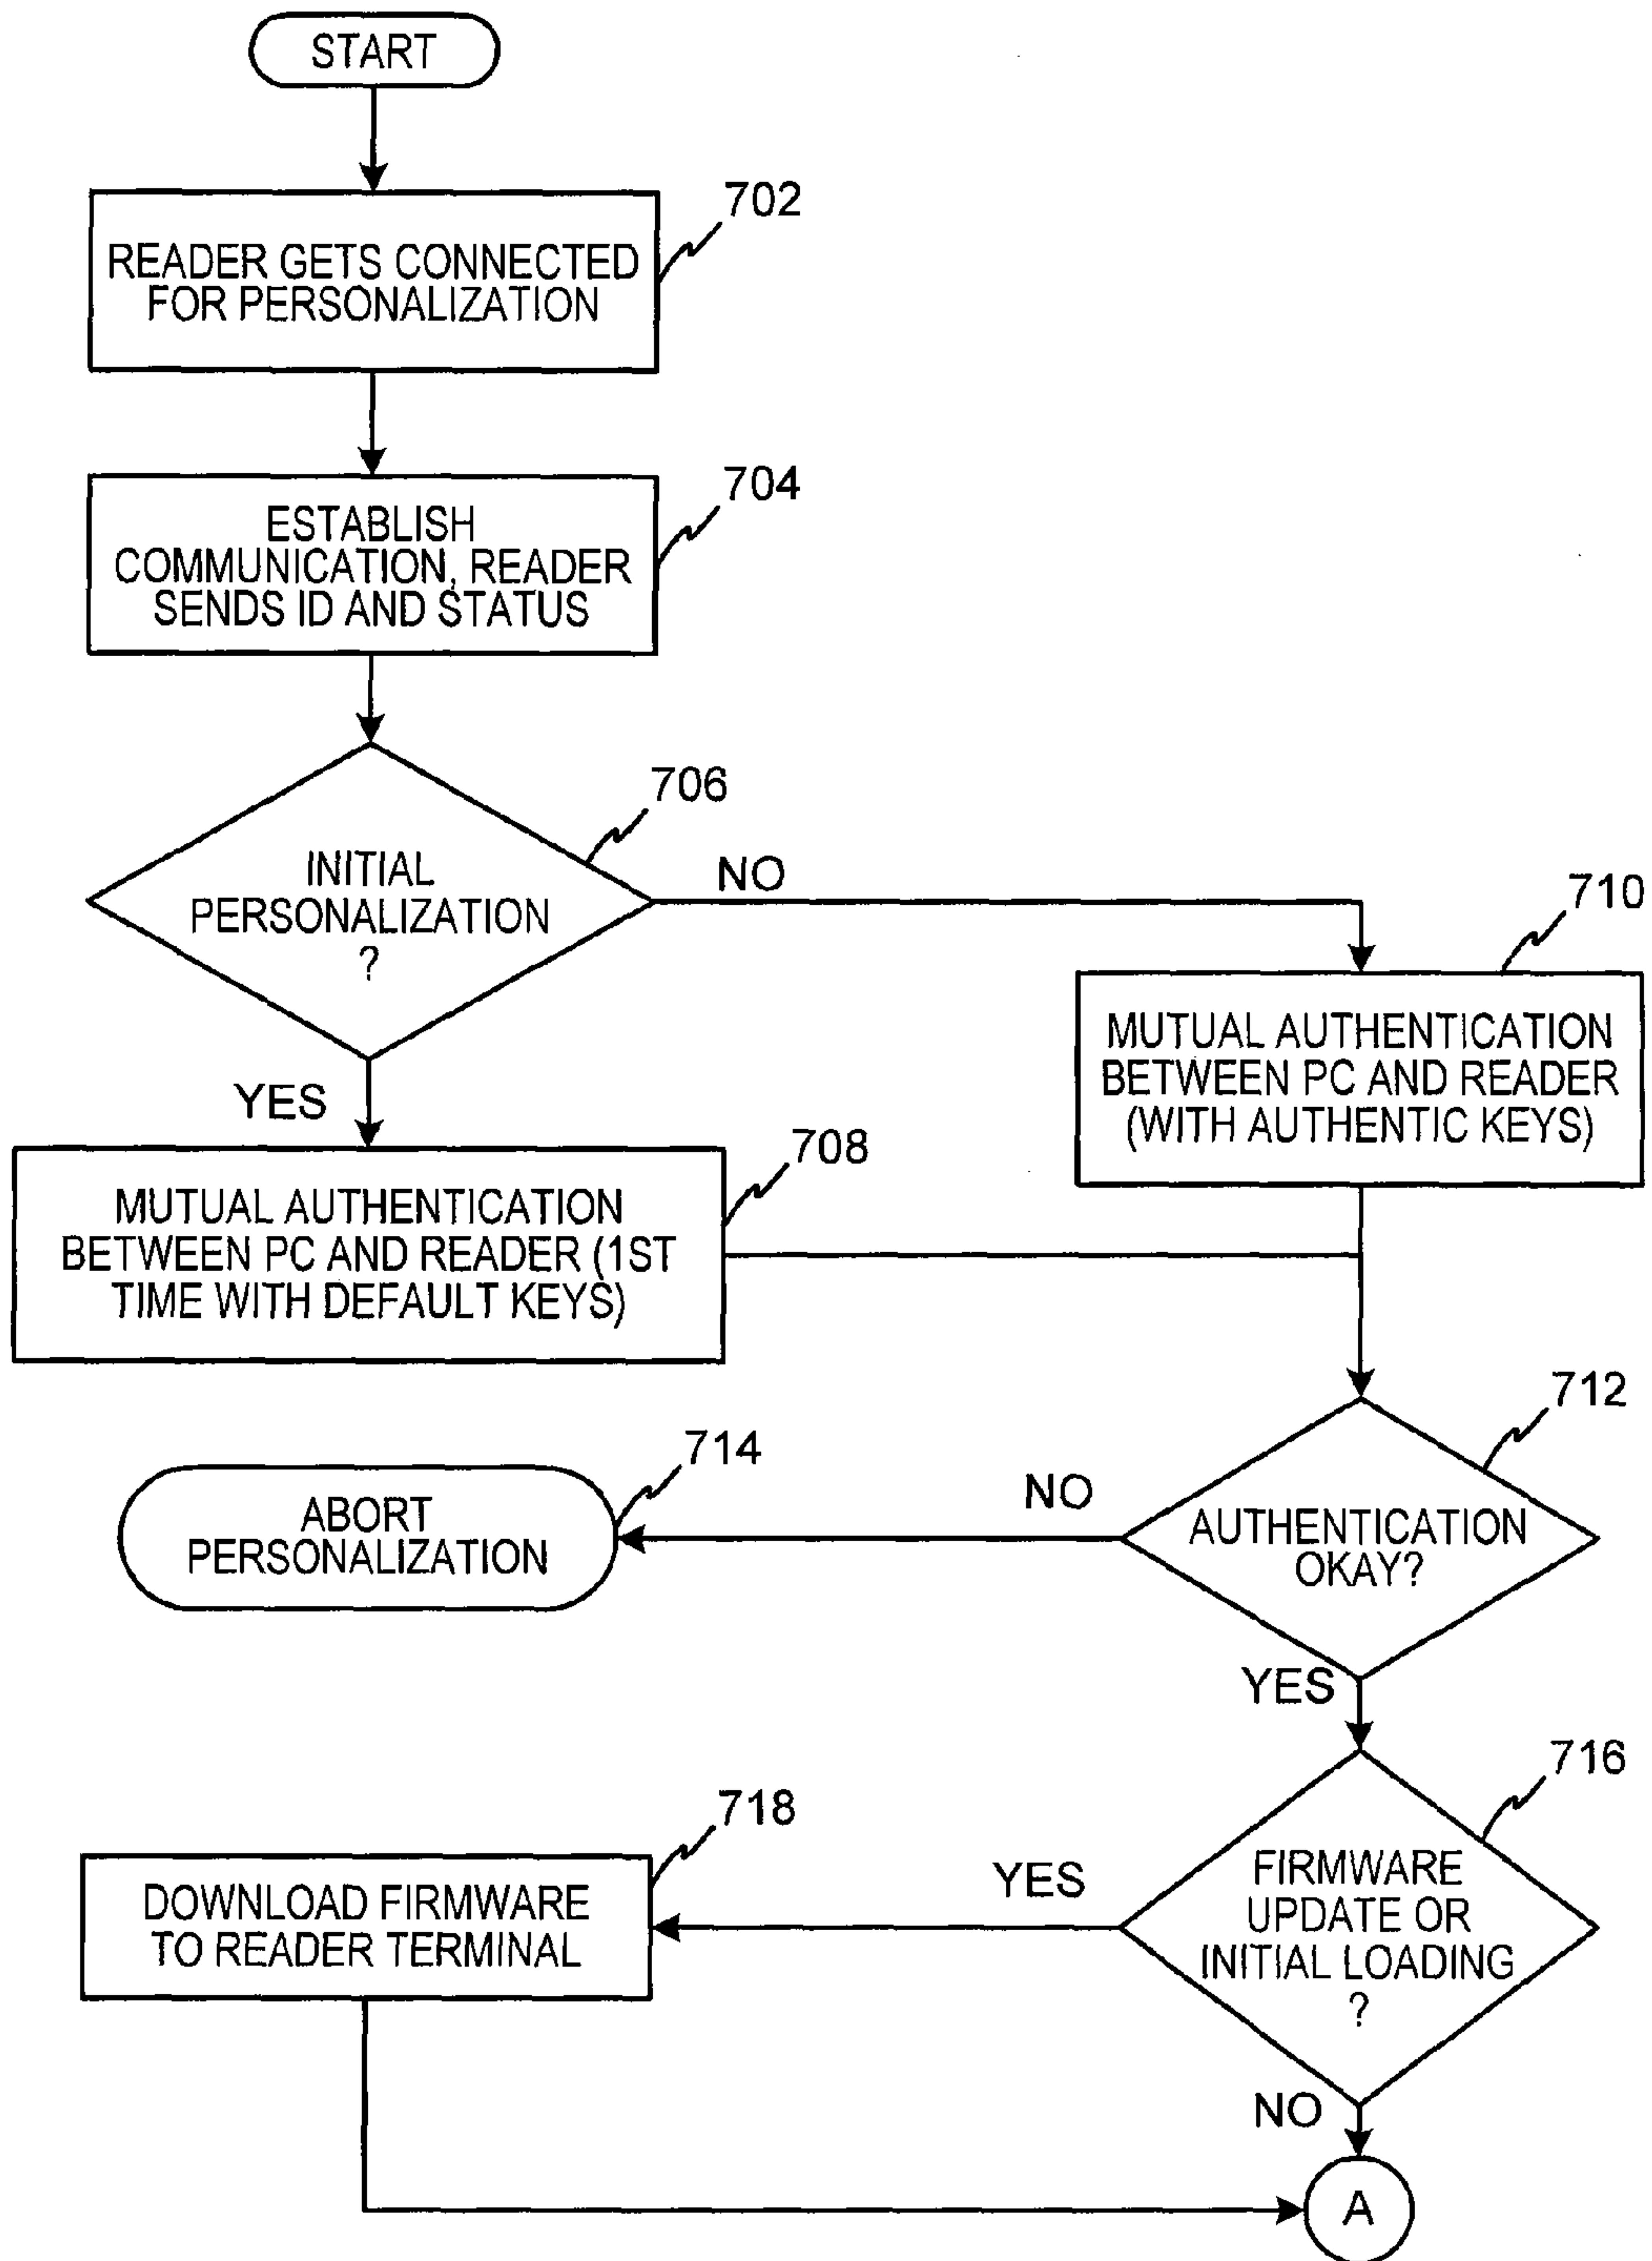 START
702
READER GETS CONNECTED
FOR PERSONALIZATION
704
ESTABLISH
COMMUNICATION, READER
SENDS ID AND STATUS
706
INITIAL
PERSONALIZATION
?
NO
YES
710
MUTUAL AUTHENTICATION
BETWEEN PC AND READER
(WITH AUTHENTIC KEYS)
708
MUTUAL AUTHENTICATION
BETWEEN PC AND READER (1ST
TIME WITH DEFAULT KEYS)
712
AUTHENTICATION
OKAY?
NO
714
ABORT
PERSONALIZATION
YES
716
FIRMWARE
UPDATE OR
INITIAL LOADING
?
YES
718
DOWNLOAD FIRMWARE
TO READER TERMINAL
NO
A